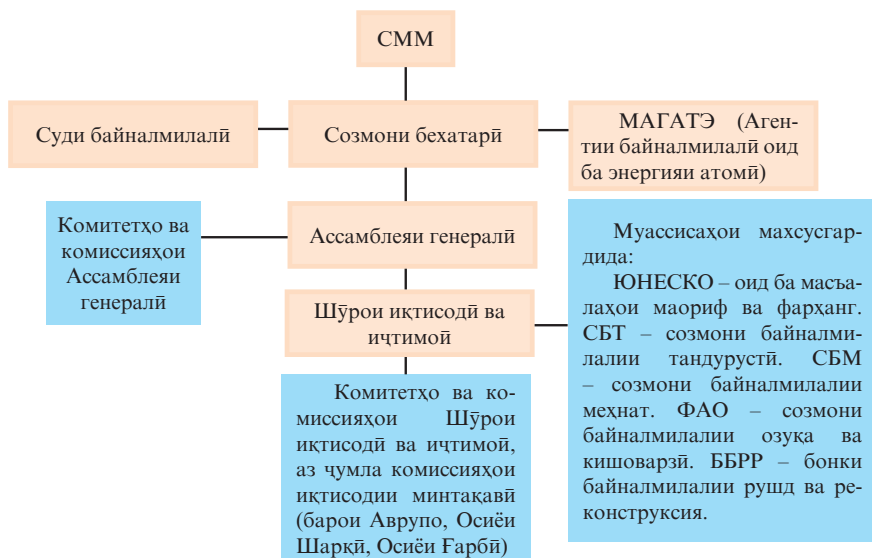 СММ
Суди байналмилалӣ
Созмони бехатарӣ
МАГАТЭ (Аген-
тии байналмилалӣ оид
ба энергияи атомӣ)
Комитетҳо ва
комиссияҳои
Ассамблеяи
генералӣ
Ассамблеяи генералӣ
Шӯрои иқтисодӣ ва
иҷтимоӣ
Муассисаҳои махсусгар-
дида:
ЮНЕСКО – оид ба масъа-
лаҳои маориф ва фарҳанг.
СБТ – созмони байналми-
лалии тандурустӣ. СБМ
– созмони байналмилалии
меҳнат. ФАО – созмони
байналмилалии озуқа ва
кишоварзӣ. ББРР – бонки
байналмилалии рушд ва ре-
конструксия.
Комитетҳо ва ко-
миссияҳои Шӯрои
иқтисодӣ ва иҷтимоӣ,
аз ҷумла комиссияҳои
иқтисодии минтақавӣ
(барои Аврупо, Осиёи
Шарқӣ, Осиёи Ғарбӣ)